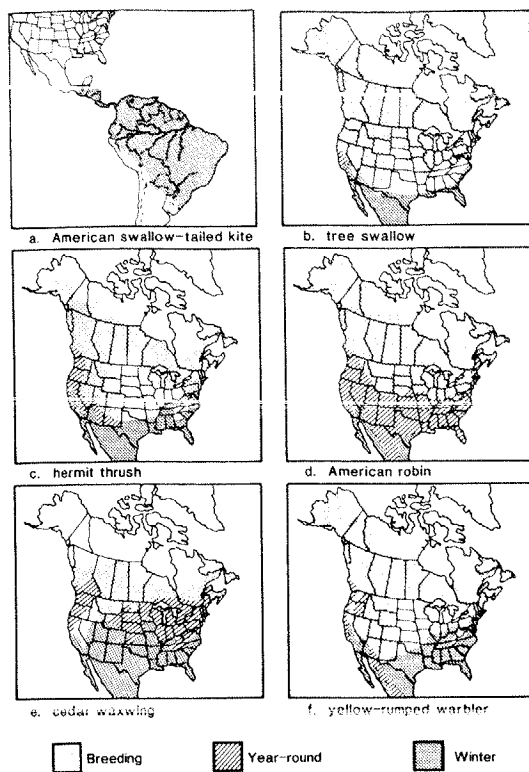 a. American swallow-tailed kite
b. tree swallow
c. hermit thrush
d. American robin
e. cedar waxwing
f. yellow-rumped warbler
Breeding
Year-round
Winter